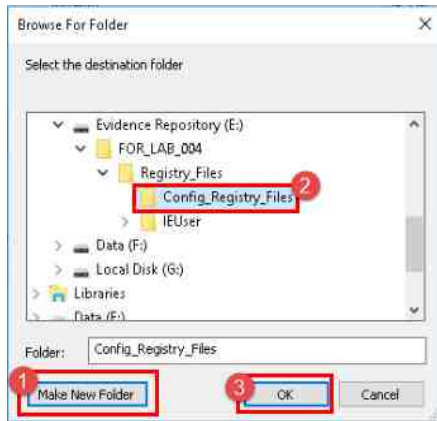 Browse For Folder
Select the destination folder
Evidence Repository (E:)
FOR_LAB_004
Registry_Files
Config_Registry_Files
2
IEUser
Data (F:)
Local Disk (G:)
Libraries
Data (F:)
Folder:
Config_Registry_Files
1
Make New Folder
3
OK
Cancel